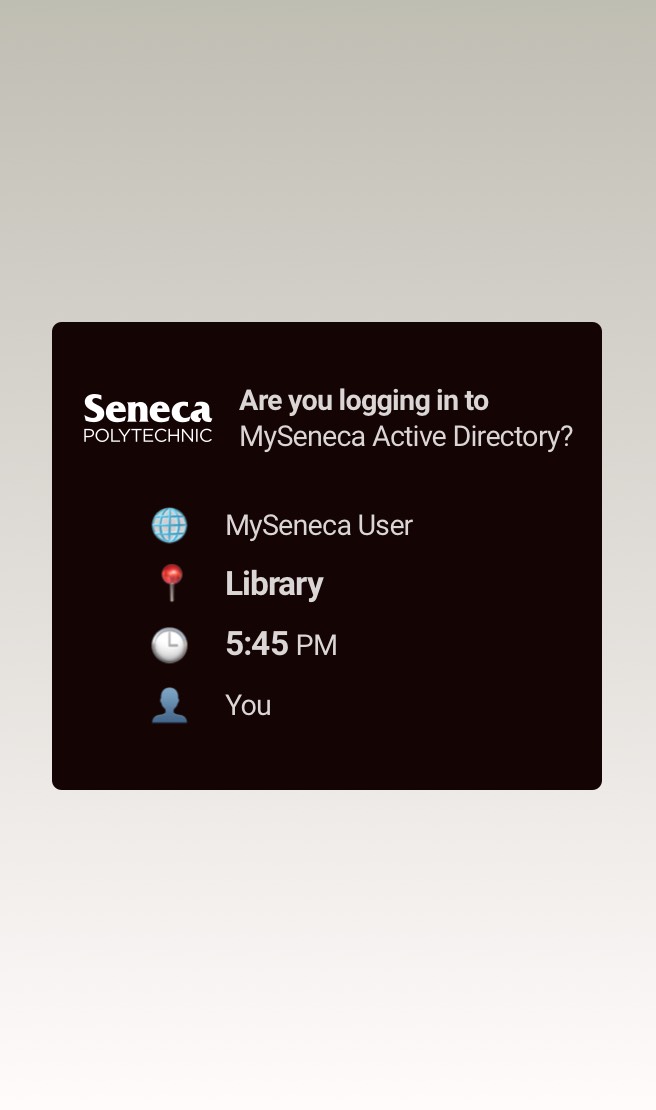 Seneca
POLYTECHNIC
Are you logging in to
MySeneca Active Directory?
MySeneca User
Library
5:45 PM
You